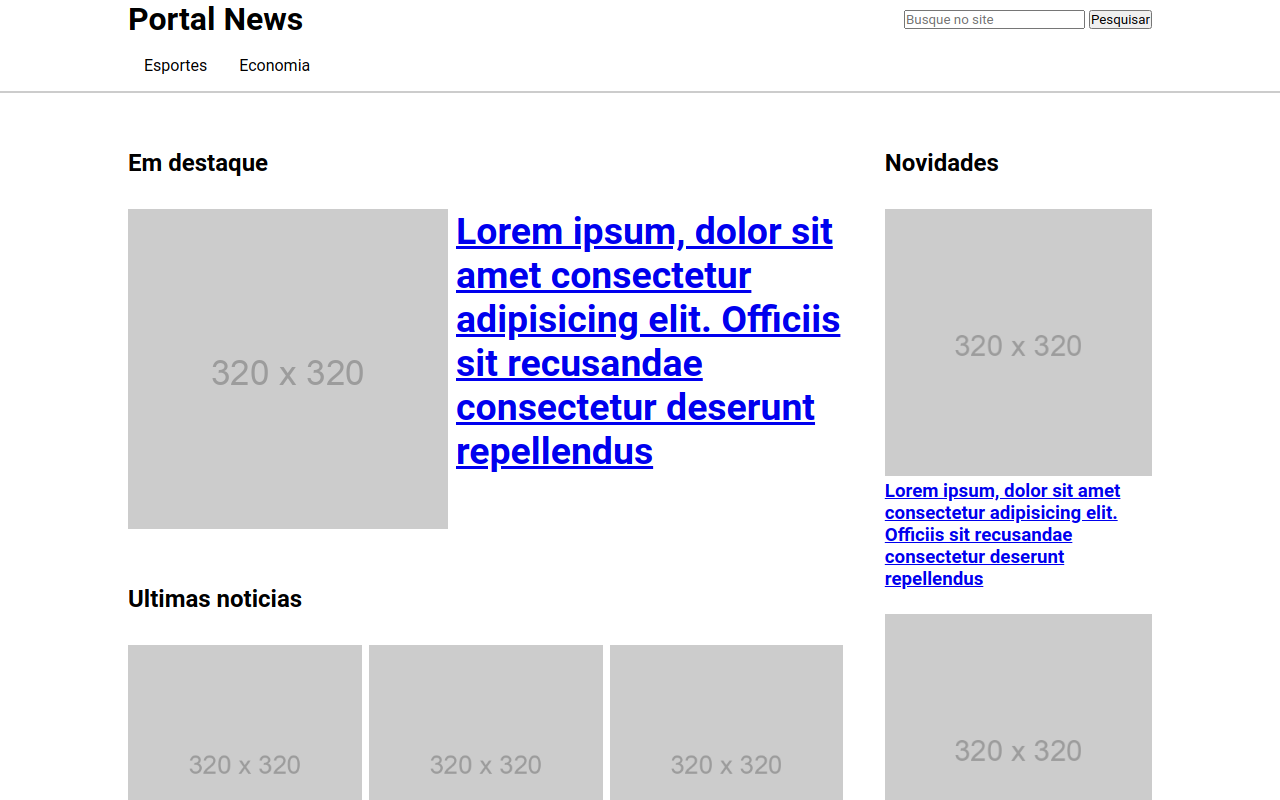 Portal News
Busque no site
Pesquisar
Esportes
Economia
Em destaque
320 x 320
Lorem ipsum, dolor sit
amet consectetur
adipisicing elit. Officiis
sit recusandae
consectetur deserunt
repellendus
Ultimas noticias
320 x 320
320 x 320
320 x 320
Novidades
320 x 320
Lorem ipsum, dolor sit amet
consectetur adipisicing elit.
Officiis sit recusandae
consectetur deserunt
repellendus
320 x 320